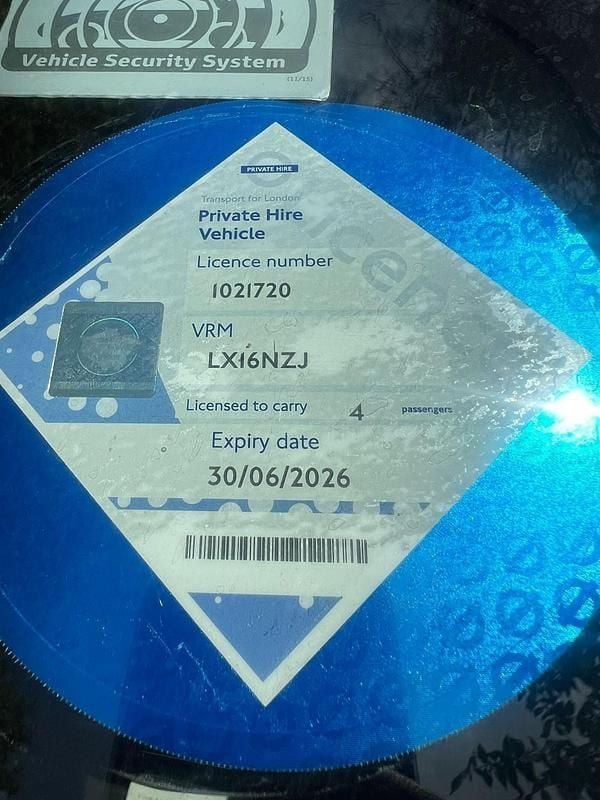 Vehicle Security System
(11/15)
PRIVATE HIRE
Transport for London
Private Hire
Vehicle
Licence number
1021720
VRM
LX16NZJ
Licensed to carry 4 passengers
Expiry date
30/06/2026